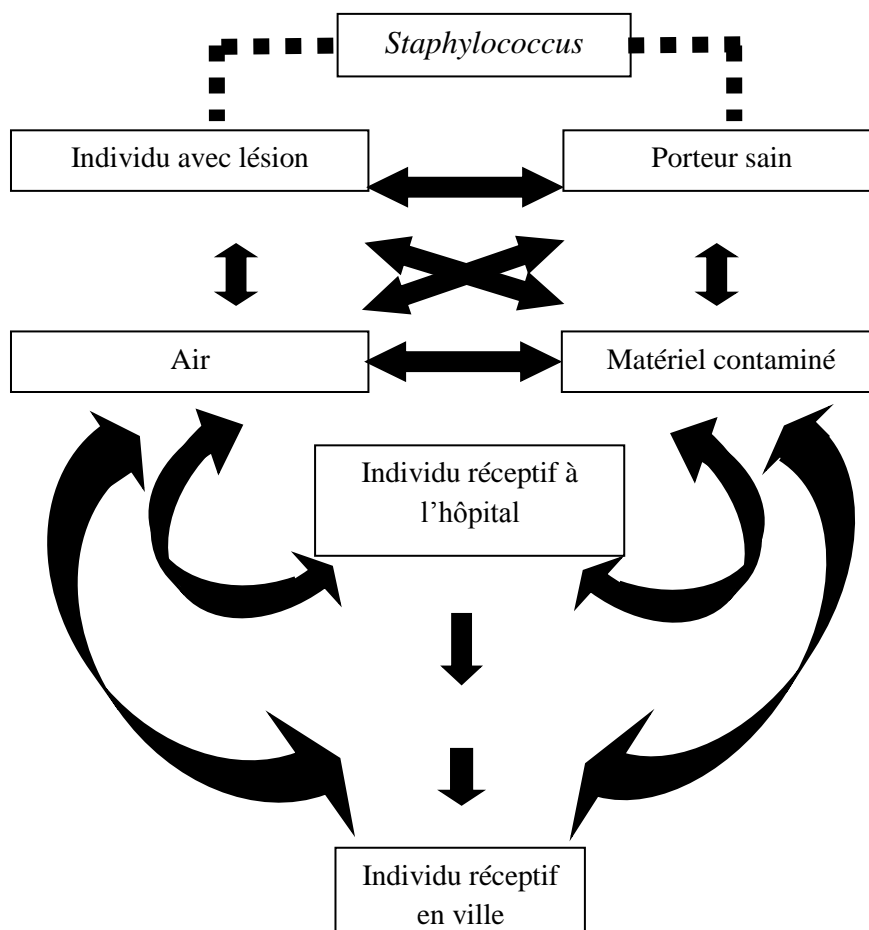 Staphylococcus
Individu avec lésion
Porteur sain
Air
Matériel contaminé
Individu réceptif à
l’hôpital
Individu réceptif
en ville